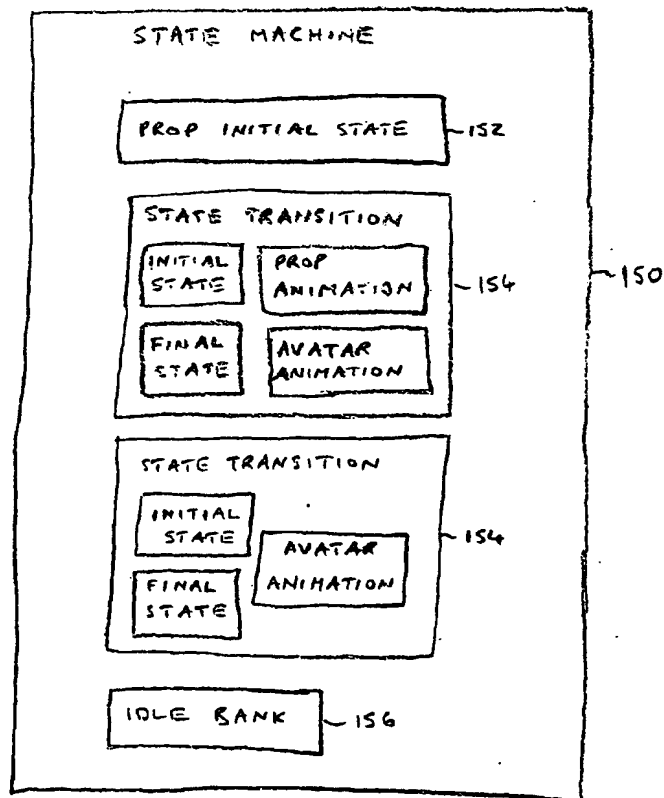 STATE MACHINE
PROP INITIAL STATE
152
STATE TRANSITION
INITIAL
STATE
PROP
ANIMATION
154
150
FINAL
STATE
AVATAR
ANIMATION
STATE TRANSITION
INITIAL
STATE
AVATAR
ANIMATION
154
FINAL
STATE
IDLE BANK
156